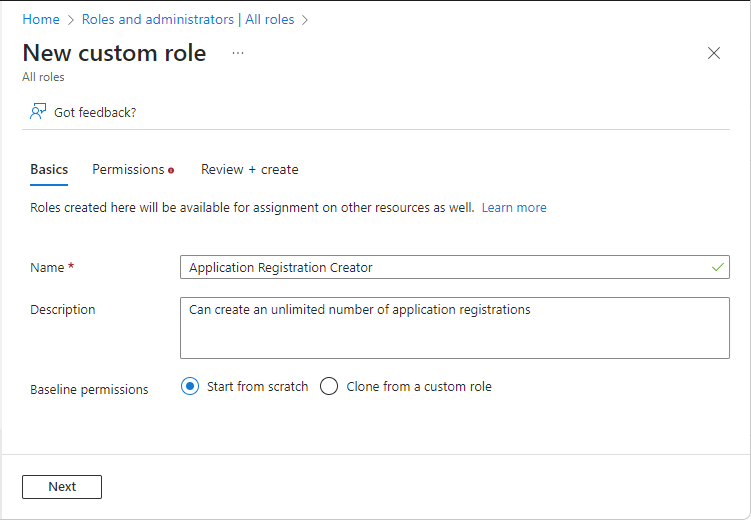 Home > Roles and administrators | All roles >
New custom role ...
All roles
Got feedback?
Basics Permissions Review + create
Roles created here will be available for assignment on other resources as well. Learn more
Name * Application Registration Creator
Description Can create an unlimited number of application registrations
Baseline permissions Start from scratch Clone from a custom role
Next